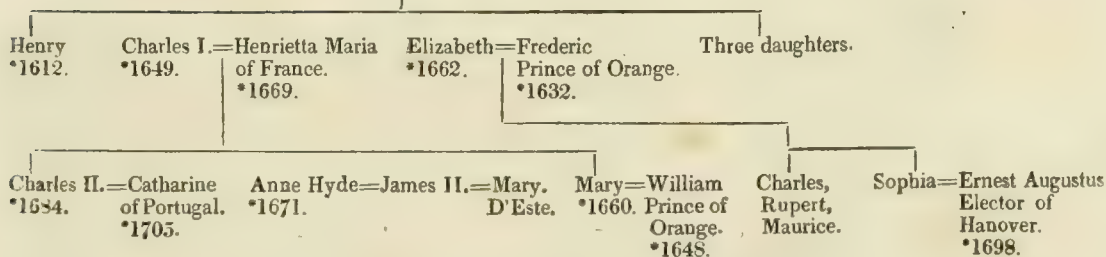 Henry Charles I.=Henrietta Maria Elizabeth=Frederic Three daughters.
*1612. *1649. of France. *1662. Prince of Orange.
*1669. *1632.
Charles II.=Catharine Anne Hyde=James II.=Mary. Mary=William Charles, Sophia=Ernest Augustus
*1684. of Portugal. *1671. D'Este. *1660. Prince of Rupert, Elector of
*1705. Orange. Maurice. Hanover.
*1648. *1698.